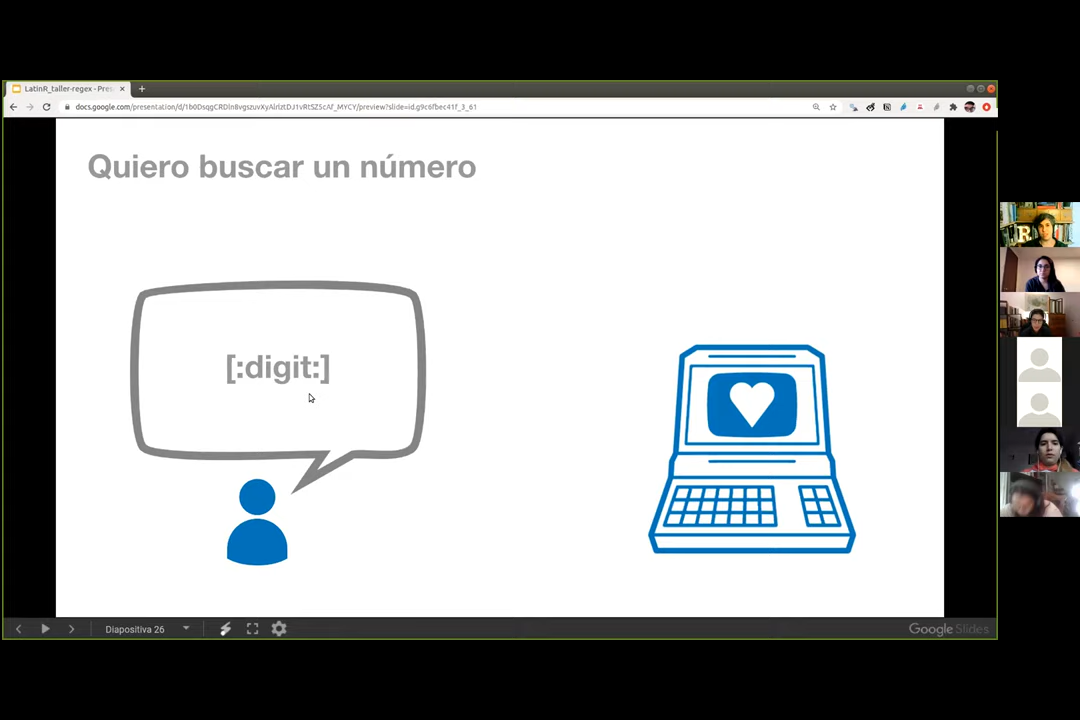 LatinR_taller-regex - Pres
docs.google.com/presentation/d/1b0DsqgCRDln8vgszuvXyAlrlztDJ1vRtSZ5cAf_MYCY/preview?slide=id.g9c6fbec41f_3_61
Quiero buscar un número
[:digit:]
R
Diapositiva 26
Google Slides